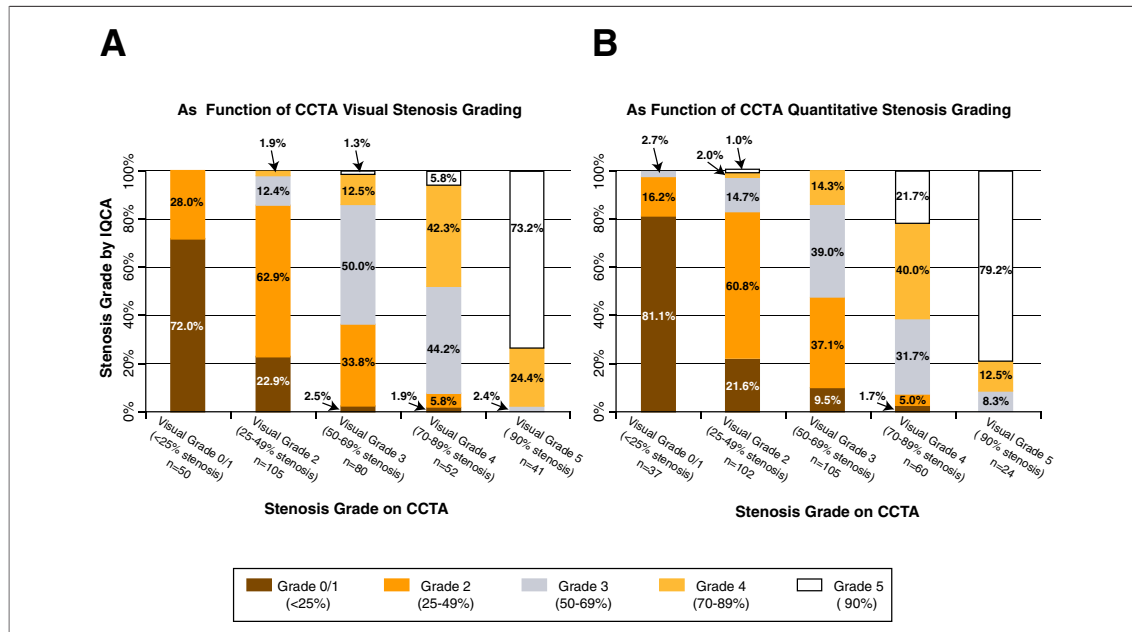 A
B
As Function of CCTA Visual Stenosis Grading
As Function of CCTA Quantitative Stenosis Grading
Stenosis Grade by IQCA
100%
80%
60%
40%
20%
0%
28.0%
72.0%
1.9%
12.4%
62.9%
22.9%
1.3%
12.5%
50.0%
33.8%
2.5%
5.8%
42.3%
44.2%
5.8%
1.9%
73.2%
24.4%
2.4%
Visual Grade 0/1
(<25% stenosis)
n=50
Visual Grade 2
(25-49% stenosis)
n=105
Visual Grade 3
(50-69% stenosis)
n=80
Visual Grade 4
(70-89% stenosis)
n=52
Visual Grade 5
( 90% stenosis)
n=41
Stenosis Grade on CCTA
100%
80%
60%
40%
20%
0%
2.7%
16.2%
81.1%
1.0%
2.0%
14.7%
60.8%
21.6%
14.3%
39.0%
37.1%
9.5%
21.7%
40.0%
31.7%
5.0%
1.7%
79.2%
12.5%
8.3%
Visual Grade 0/1
(<25% stenosis)
n=37
Visual Grade 2
(25-49% stenosis)
n=102
Visual Grade 3
(50-69% stenosis)
n=105
Visual Grade 4
(70-89% stenosis)
n=60
Visual Grade 5
( 90% stenosis)
n=24
Stenosis Grade on CCTA
Grade 0/1
(<25%)
Grade 2
(25-49%)
Grade 3
(50-69%)
Grade 4
(70-89%)
Grade 5
( 90%)